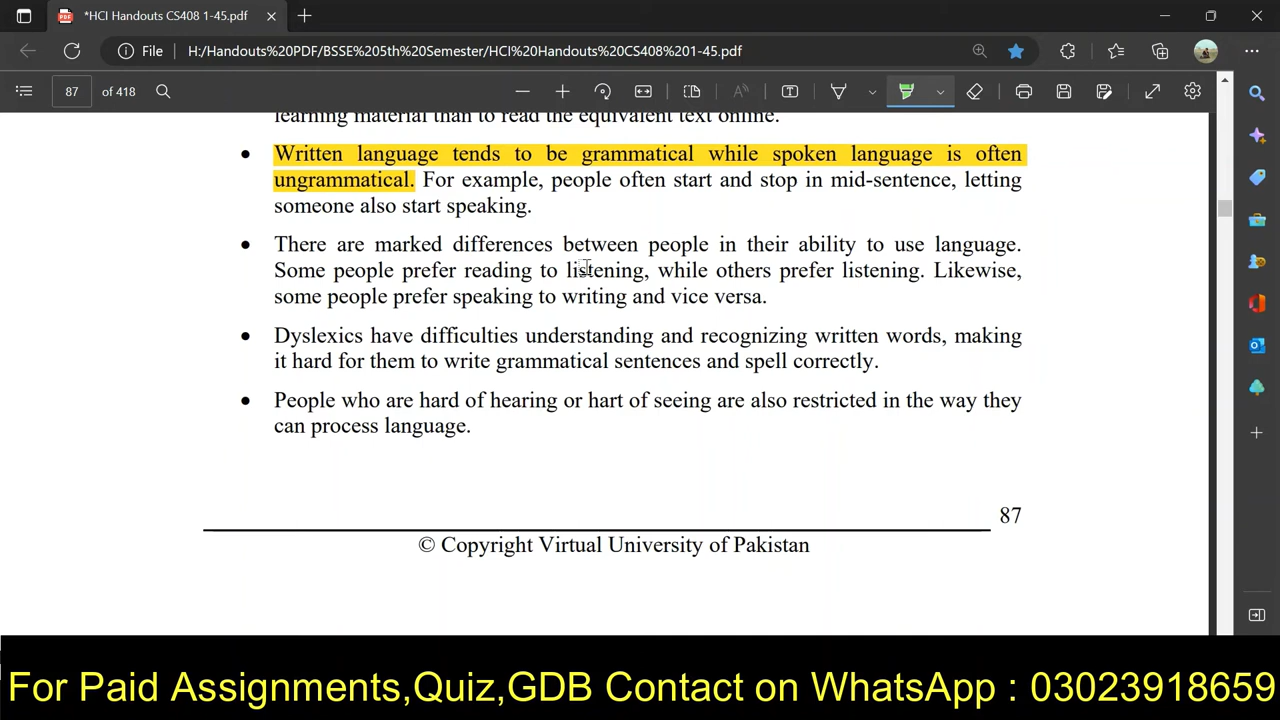 *HCI Handouts CS408 1-45.pdf
File H:/Handouts%20PDF/BSSE%205th%20Semester/HCI%20Handouts%20CS408%201-45.pdf
87 of 418
learning material than to read the equivalent text online.
• Written language tends to be grammatical while spoken language is often
ungrammatical. For example, people often start and stop in mid-sentence, letting
someone also start speaking.
• There are marked differences between people in their ability to use language.
Some people prefer reading to listening, while others prefer listening. Likewise,
some people prefer speaking to writing and vice versa.
• Dyslexics have difficulties understanding and recognizing written words, making
it hard for them to write grammatical sentences and spell correctly.
• People who are hard of hearing or hart of seeing are also restricted in the way they
can process language.
87
© Copyright Virtual University of Pakistan
For Paid Assignments,Quiz,GDB Contact on WhatsApp : 03023918659